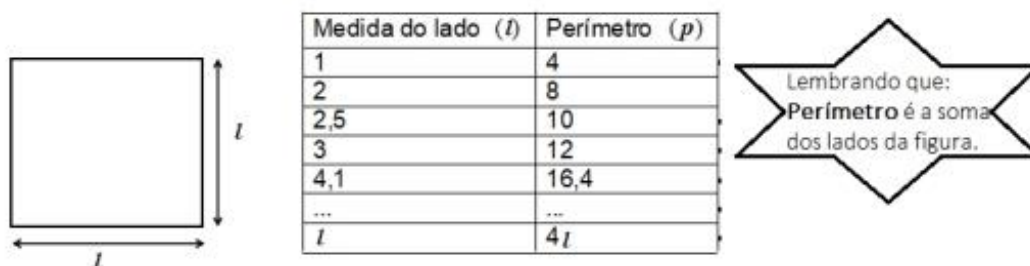 l
l
Medida do lado (l) Perímetro (p)
1 4
2 8
2,5 10
3 12
4,1 16,4
... ...
l 4l
Lembrando que:
Perímetro é a soma
dos lados da figura.